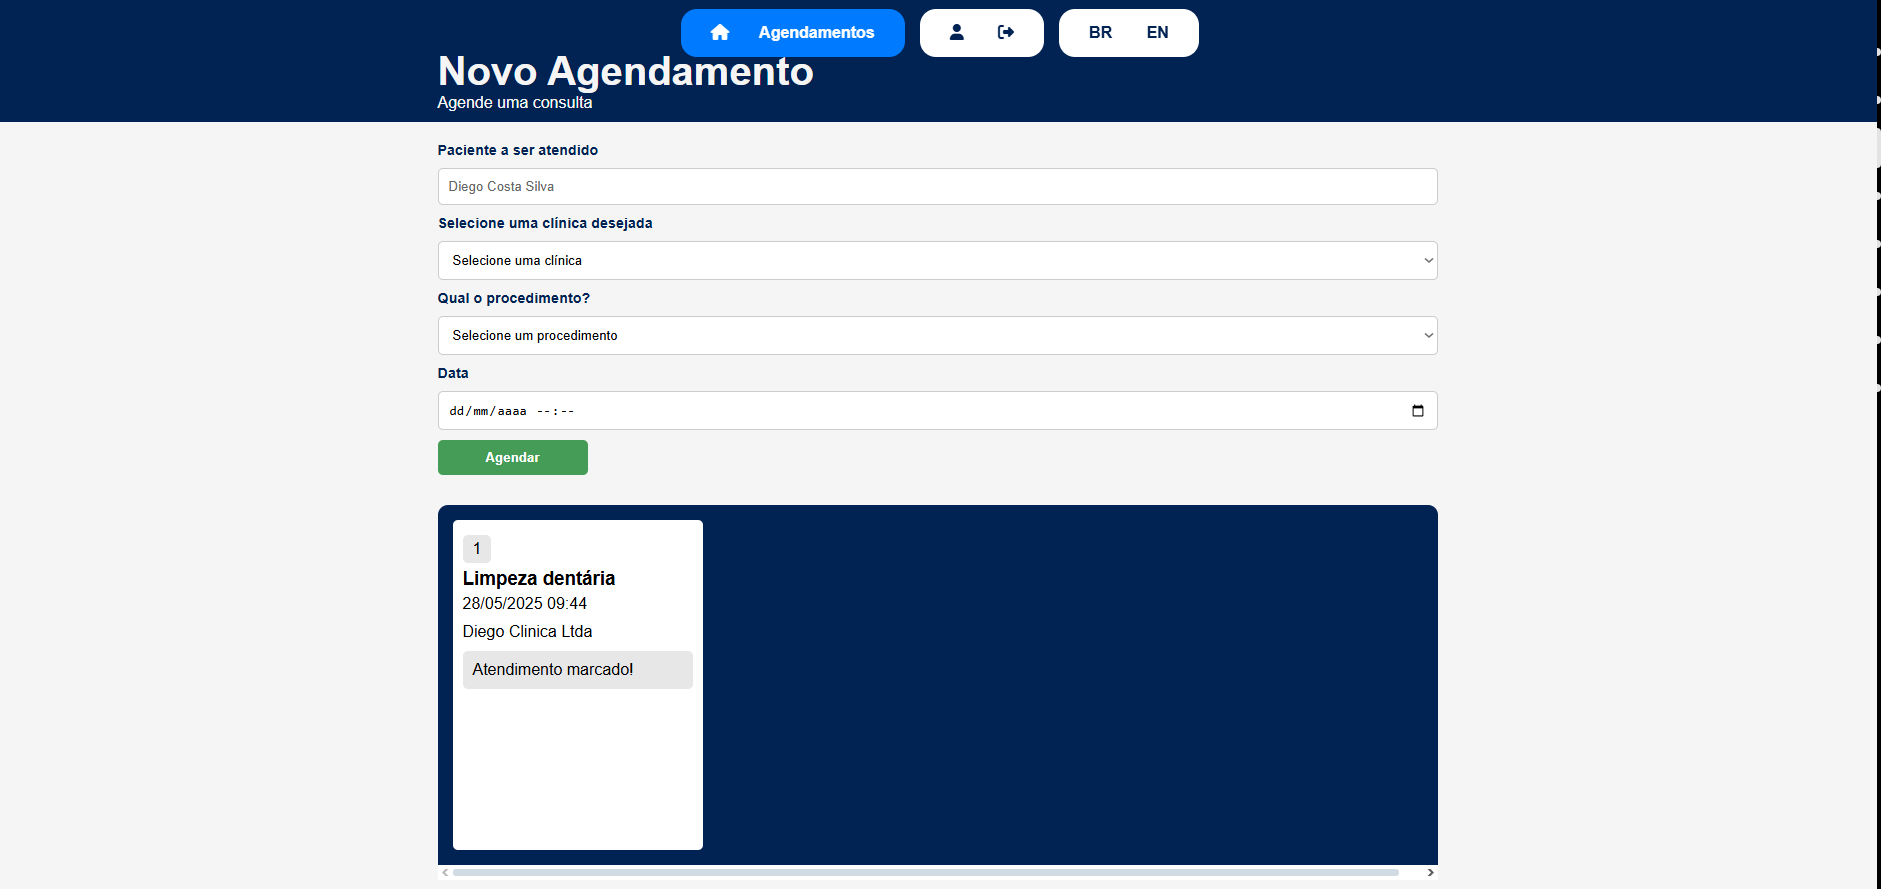 Agendamentos
BR EN
Novo Agendamento
Agende uma consulta
Paciente a ser atendido
Diego Costa Silva
Selecione uma clínica desejada
Selecione uma clínica
Qual o procedimento?
Selecione um procedimento
Data
dd/mm/aaaa --:--
Agendar
1
Limpeza dentária
28/05/2025 09:44
Diego Clinica Ltda
Atendimento marcado!